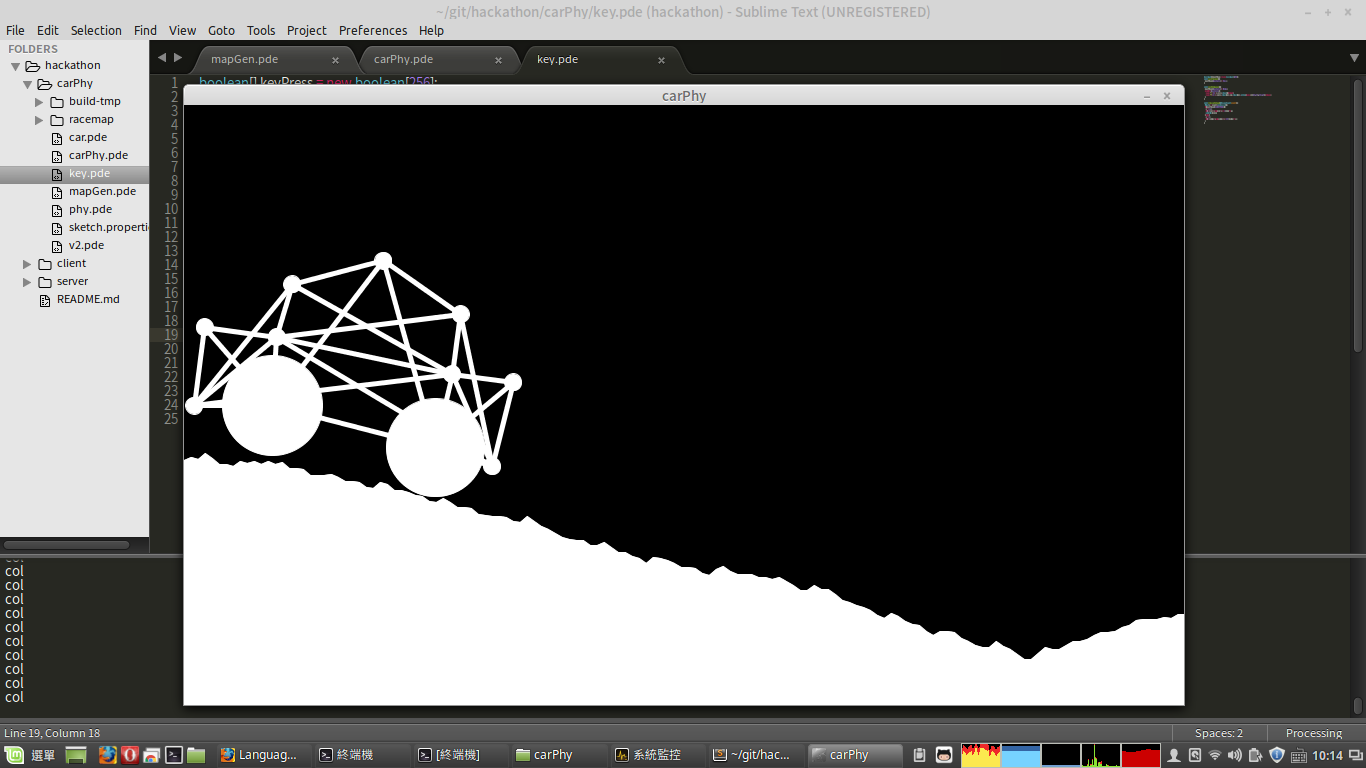 ~/git/hackathon/carPhy/key.pde (hackathon) - Sublime Text (UNREGISTERED)
File Edit Selection Find View Goto Tools Project Preferences Help
FOLDERS
hackathon
carPhy
build-tmp
racemap
car.pde
carPhy.pde
key.pde
mapGen.pde
phy.pde
sketch.properti
v2.pde
client
server
README.md
mapGen.pde carPhy.pde key.pde
1 boolean[] keyPress = new boolean[256];
2
3
4
5
6
7
8
9
10
11
12
13
14
15
16
17
18
19
20
21
22
23
24
25
carPhy
col
col
col
col
col
col
col
col
col
col
Line 19, Column 18 Spaces: 2 Processing
選單 Languag... 終端機 [終端機] carPhy 系統監控 ~/git/hac... carPhy 10:14